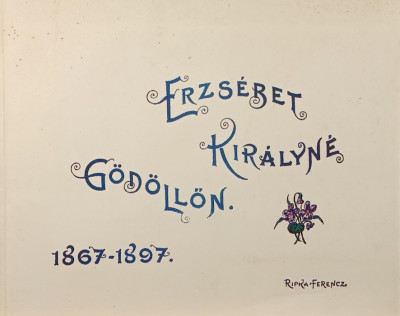 ERZSÉBET
KIRÁLYNÉ
GÖDÖLLŐN.
1867-1897.
RIPKA·FERENCZ.